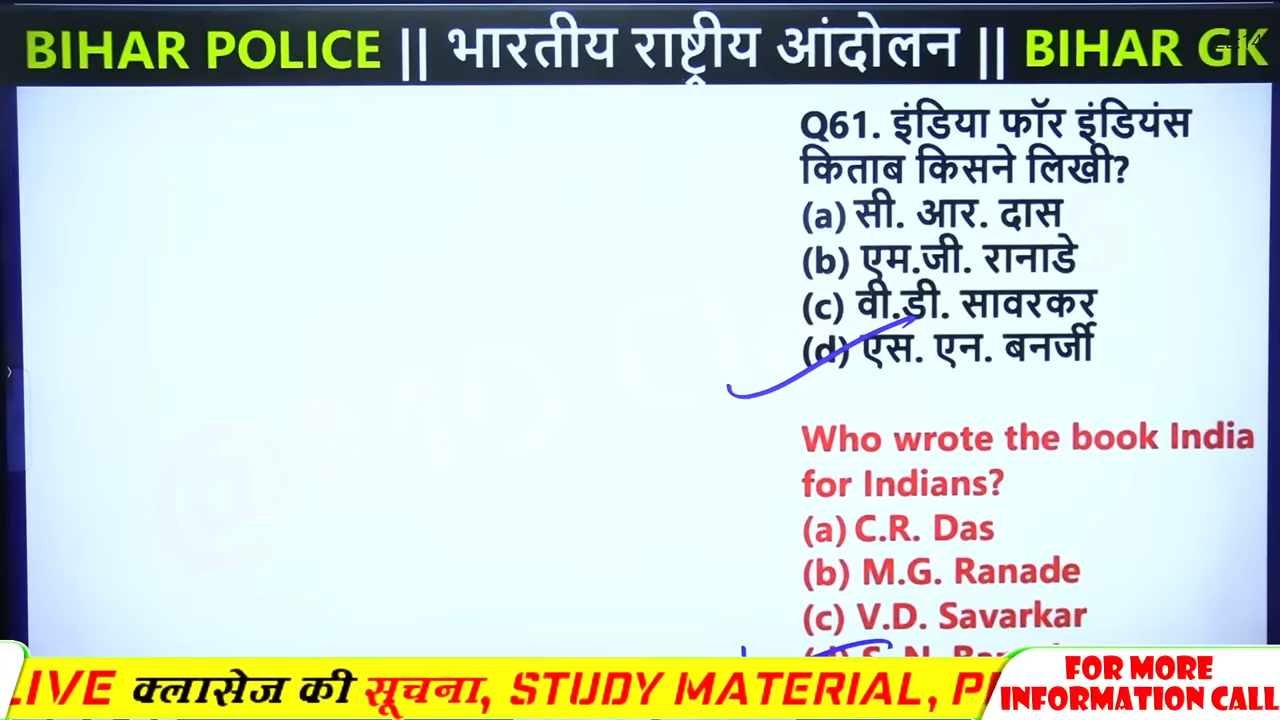 BIHAR POLICE || भारतीय राष्ट्रीय आंदोलन || BIHAR GK
Q61. इंडिया फॉर इंडियंस
किताब किसने लिखी?
(a) सी. आर. दास
(b) एम.जी. रानाडे
(c) वी.डी. सावरकर
(d) एस. एन. बनर्जी
Who wrote the book India
for Indians?
(a) C.R. Das
(b) M.G. Ranade
(c) V.D. Savarkar
LIVE क्लासेज की सूचना, STUDY MATERIAL,
FOR MORE
INFORMATION CALL